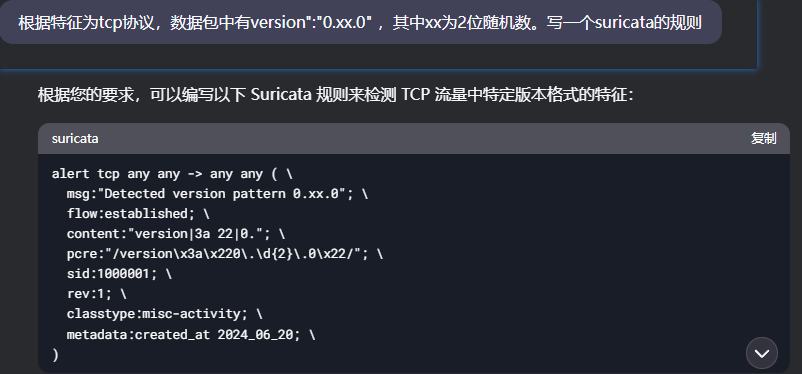 根据特征为tcp协议，数据包中有version":"0.xx.0" ，其中xx为2位随机数。写一个suricata的规则
根据您的要求，可以编写以下 Suricata 规则来检测 TCP 流量中特定版本格式的特征：
suricata 复制
alert tcp any any -> any any ( \
  msg:"Detected version pattern 0.xx.0"; \
  flow:established; \
  content:"version|3a 22|0."; \
  pcre:"/version\x3a\x220\.\d{2}\.0\x22/"; \
  sid:1000001; \
  rev:1; \
  classtype:misc-activity; \
  metadata:created_at 2024_06_20; \
)